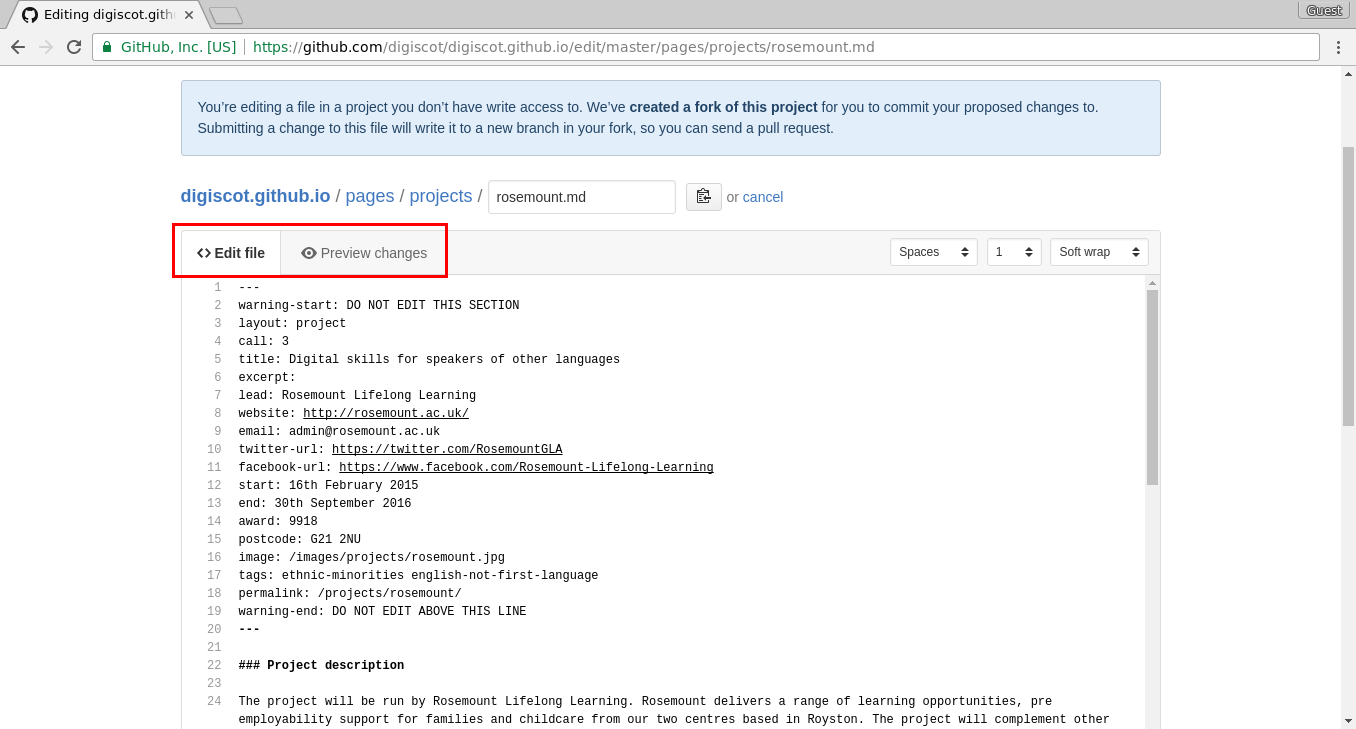 Editing digiscot.gith
Guest
GitHub, Inc. [US] https://github.com/digiscot/digiscot.github.io/edit/master/pages/projects/rosemount.md
You’re editing a file in a project you don’t have write access to. We’ve created a fork of this project for you to commit your proposed changes to.
Submitting a change to this file will write it to a new branch in your fork, so you can send a pull request.
digiscot.github.io / pages / projects / rosemount.md or cancel
<> Edit file Preview changes Spaces 1 Soft wrap
1 ---
2 warning-start: DO NOT EDIT THIS SECTION
3 layout: project
4 call: 3
5 title: Digital skills for speakers of other languages
6 excerpt:
7 lead: Rosemount Lifelong Learning
8 website: http://rosemount.ac.uk/
9 email: admin@rosemount.ac.uk
10 twitter-url: https://twitter.com/RosemountGLA
11 facebook-url: https://www.facebook.com/Rosemount-Lifelong-Learning
12 start: 16th February 2015
13 end: 30th September 2016
14 award: 9918
15 postcode: G21 2NU
16 image: /images/projects/rosemount.jpg
17 tags: ethnic-minorities english-not-first-language
18 permalink: /projects/rosemount/
19 warning-end: DO NOT EDIT ABOVE THIS LINE
20 ---
21
22 ### Project description
23
24 The project will be run by Rosemount Lifelong Learning. Rosemount delivers a range of learning opportunities, pre
employability support for families and childcare from our two centres based in Royston. The project will complement other